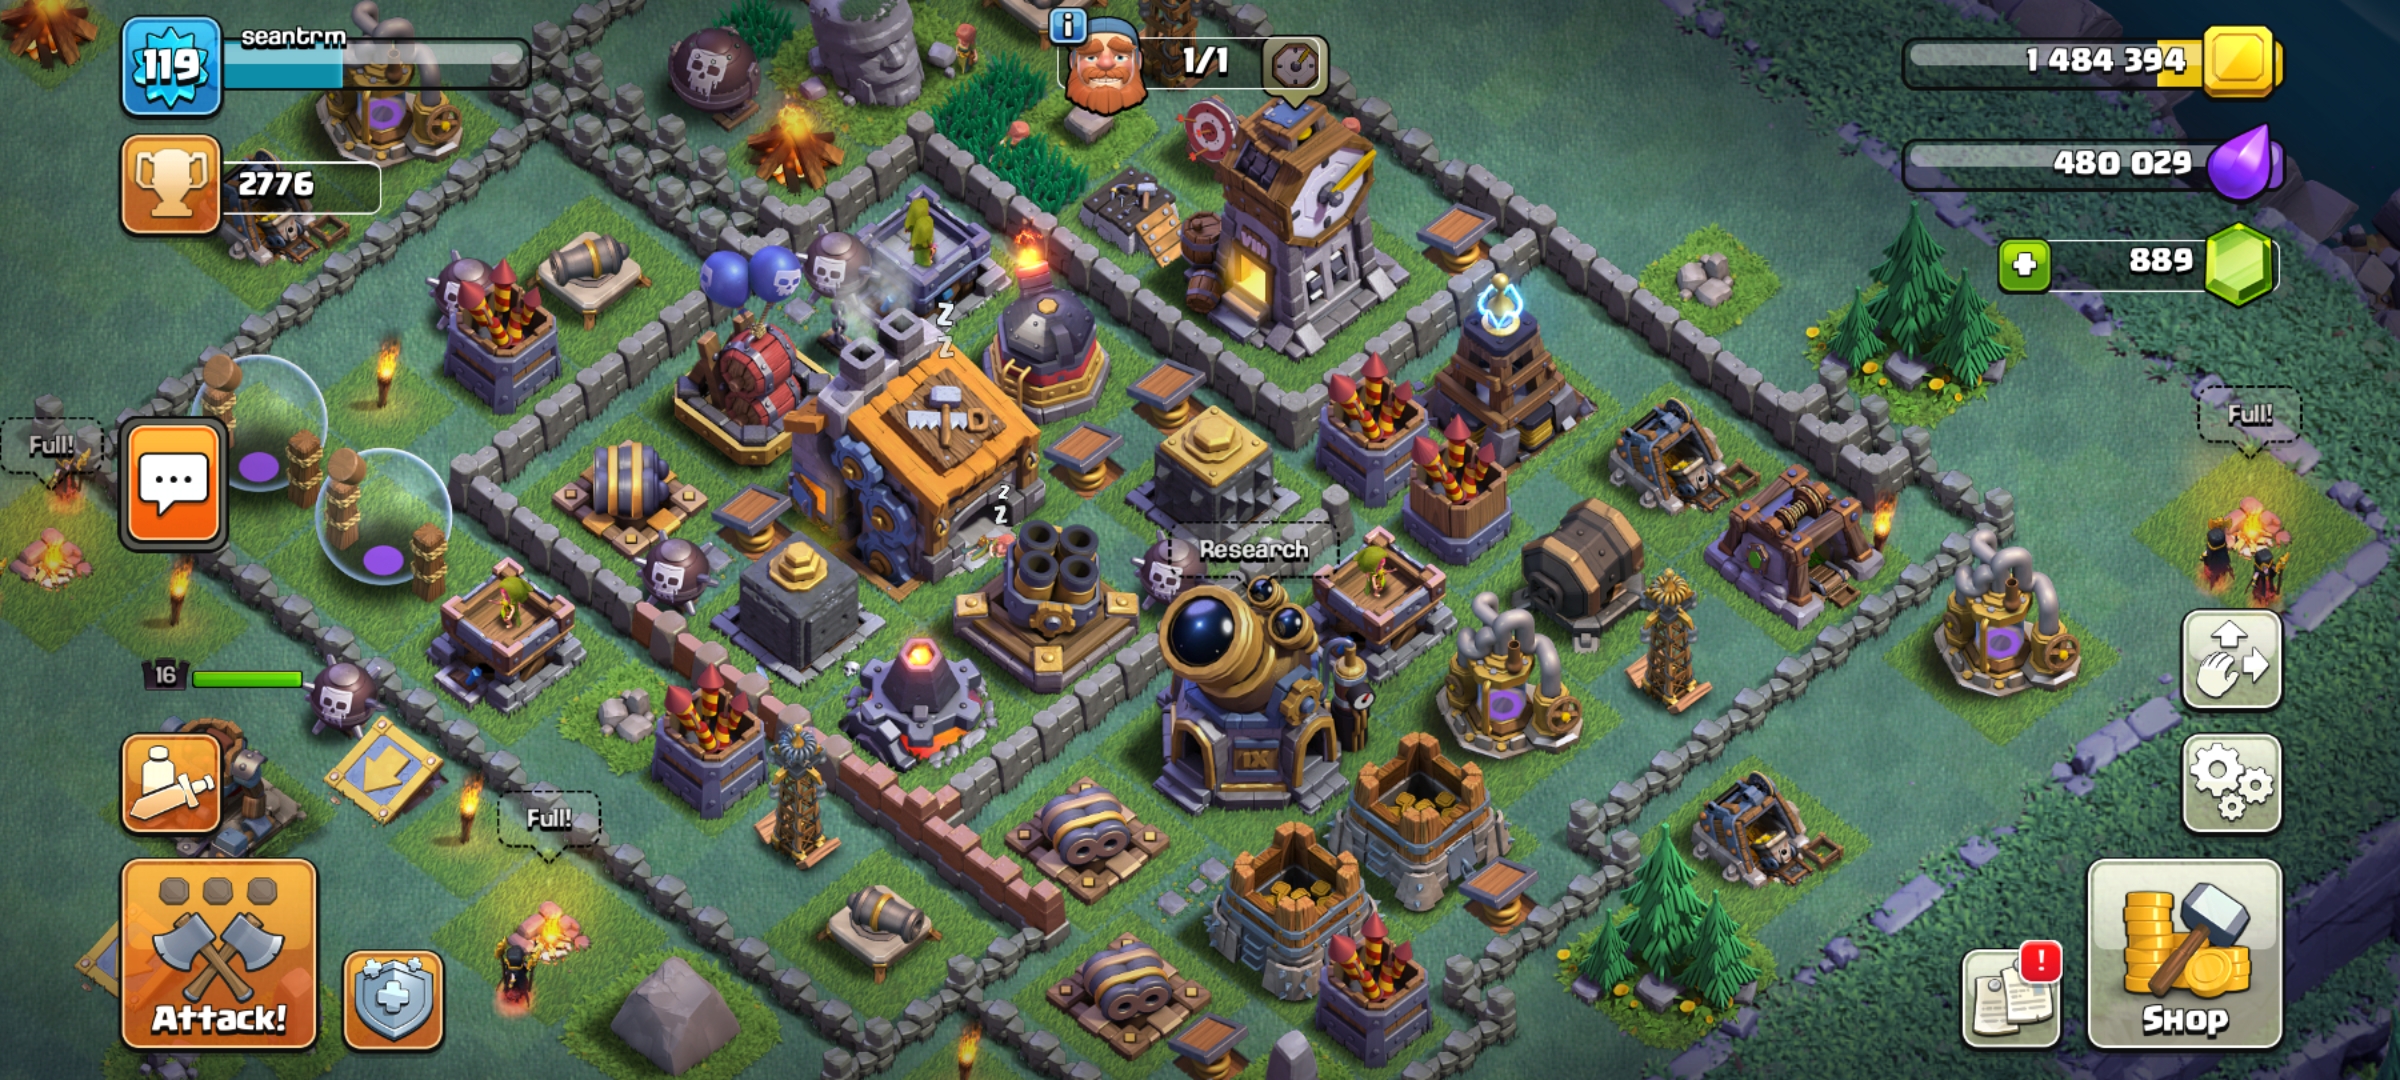 119
seantrm
i
1/1
1 484 394
2776
480 029
889
VIII
z
z
Full!
Full!
z
z
Research
16
IX
Full!
!
Attack!
Shop